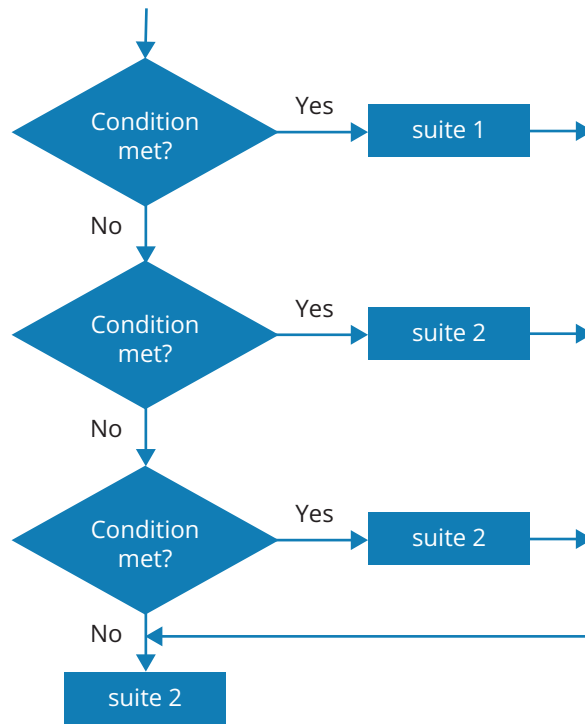 Condition
met?
Yes
suite 1
No
Condition
met?
Yes
suite 2
No
Condition
met?
Yes
suite 2
No
suite 2